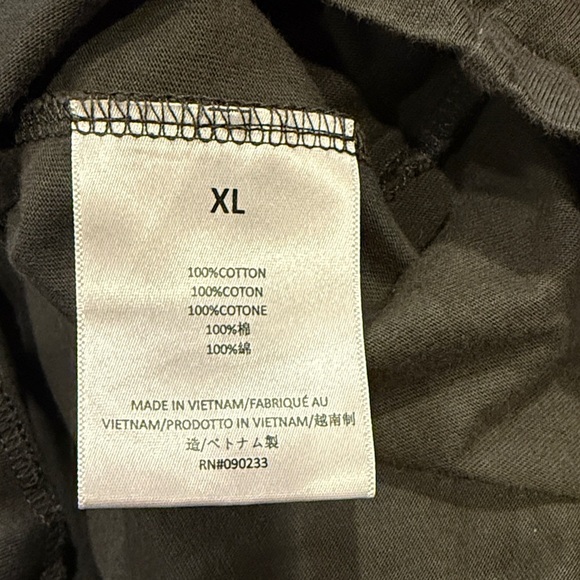 XL
100%COTTON
100%COTON
100%COTONE
100%棉
100%綿
MADE IN VIETNAM/FABRIQUÉ AU
VIETNAM/PRODOTTO IN VIETNAM/越南制
造/ベトナム製
RN#090233